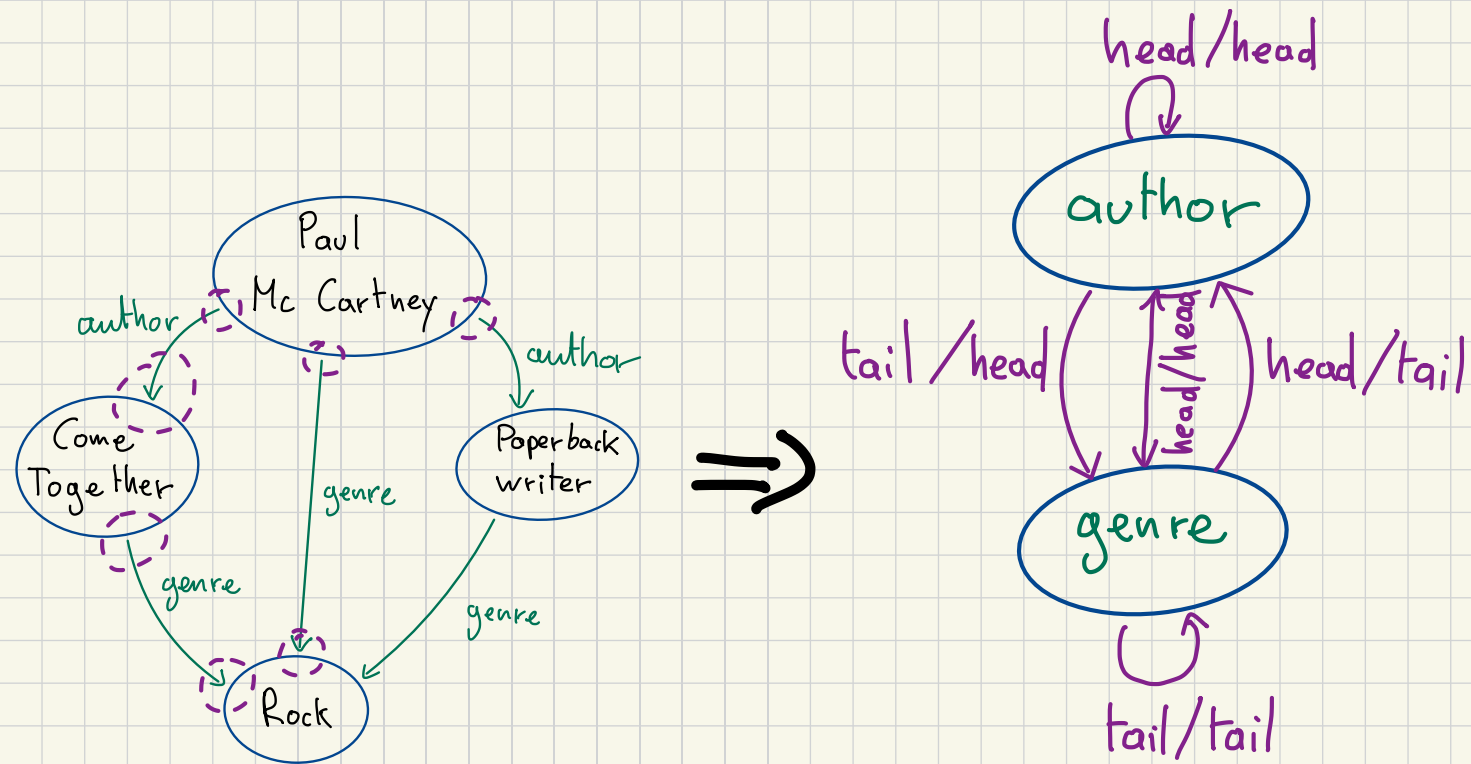 head/head
author
tail/head
head/head
head/tail
genre
tail/tail
Paul
Mc Cartney
author
author
Come
Together
genre
Paperback
writer
genre
genre
Rock